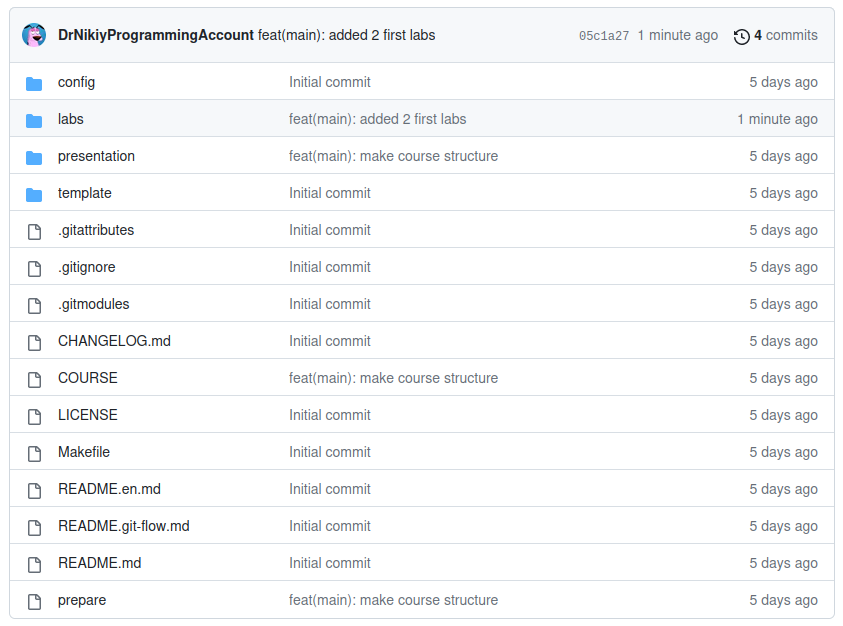 DrNikiyProgrammingAccount feat(main): added 2 first labs 05c1a27 1 minute ago 4 commits
config Initial commit 5 days ago
labs feat(main): added 2 first labs 1 minute ago
presentation feat(main): make course structure 5 days ago
template Initial commit 5 days ago
.gitattributes Initial commit 5 days ago
.gitignore Initial commit 5 days ago
.gitmodules Initial commit 5 days ago
CHANGELOG.md Initial commit 5 days ago
COURSE feat(main): make course structure 5 days ago
LICENSE Initial commit 5 days ago
Makefile Initial commit 5 days ago
README.en.md Initial commit 5 days ago
README.git-flow.md Initial commit 5 days ago
README.md Initial commit 5 days ago
prepare feat(main): make course structure 5 days ago